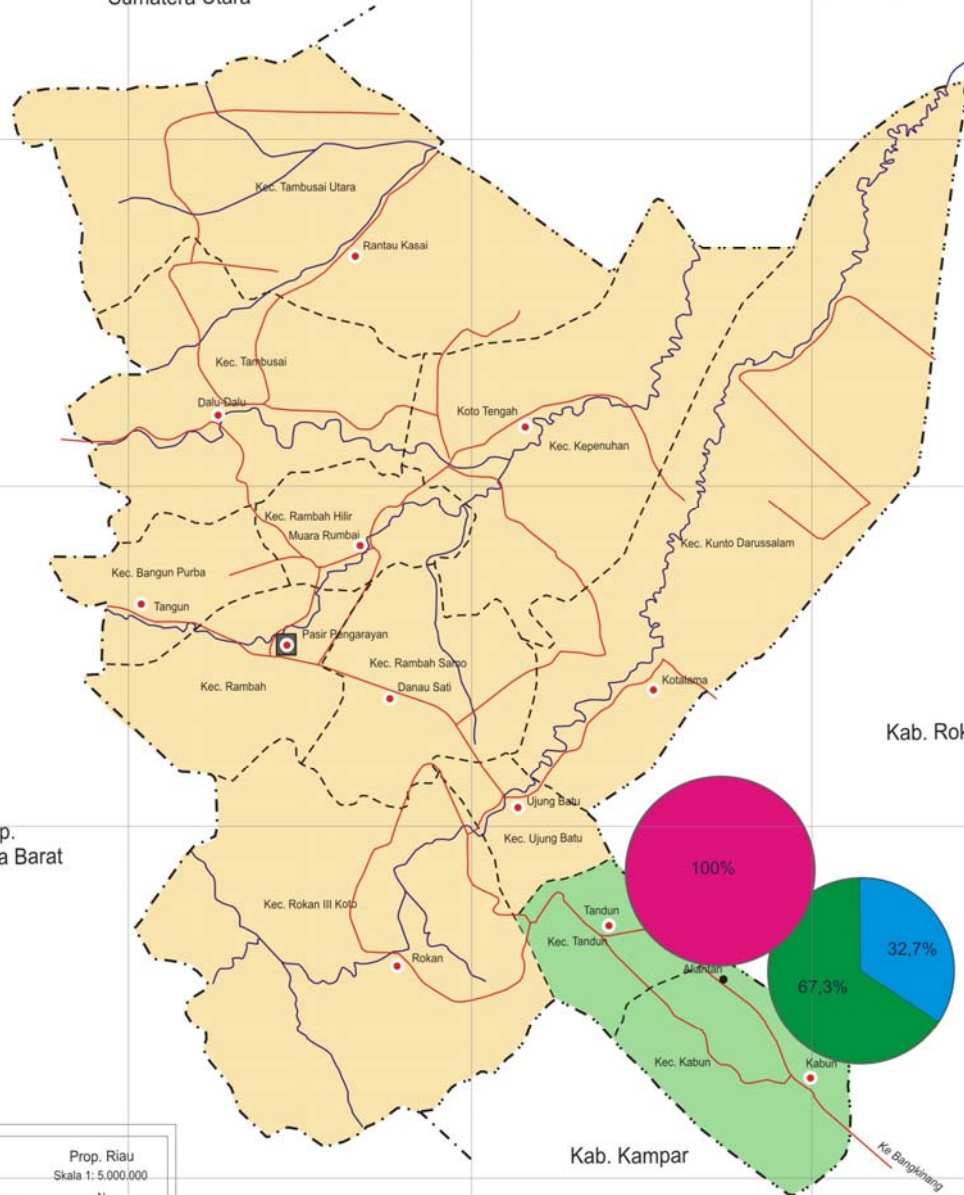 Sumatera Utara
Kec. Tambusai Utara
Rantau Kasai
Kec. Tambusai
Dalu-Dalu
Koto Tengah
Kec. Kepenuhan
Kec. Rambah Hilir
Muara Rumbai
Kec. Kunto Darussalam
Kec. Bangun Purba
Tangun
Pasir Pengarayan
Kec. Rambah Samo
Kec. Rambah
Danau Sati
Kotalama
Kab. Rok
Ujung Batu
p.
a Barat
Kec. Ujung Batu
100%
Kec. Rokan III Koto
Tandun
Kec. Tandun
32,7%
Rokan
Aliantan
67,3%
Kec. Kabun
Kabun
Kab. Kampar
Ke Bangkinang
Prop. Riau
Skala 1: 5.000.000